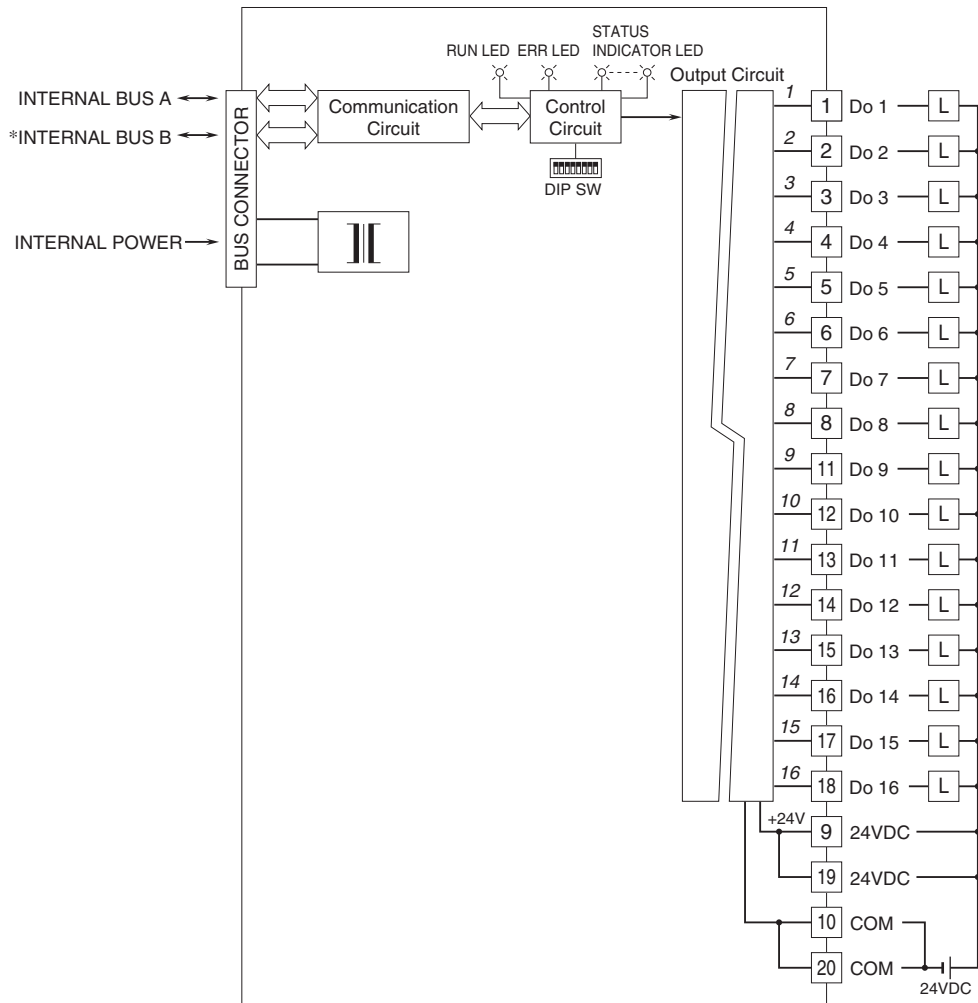 STATUS
RUN LED ERR LED INDICATOR LED
Output Circuit
INTERNAL BUS A
*INTERNAL BUS B
INTERNAL POWER
BUS CONNECTOR
Communication
Circuit
Control
Circuit
DIP SW
1 1 Do 1 L
2 2 Do 2 L
3 3 Do 3 L
4 4 Do 4 L
5 5 Do 5 L
6 6 Do 6 L
7 7 Do 7 L
8 8 Do 8 L
9 11 Do 9 L
10 12 Do 10 L
11 13 Do 11 L
12 14 Do 12 L
13 15 Do 13 L
14 16 Do 14 L
15 17 Do 15 L
16 18 Do 16 L
+24V 9 24VDC
19 24VDC
10 COM
20 COM
24VDC